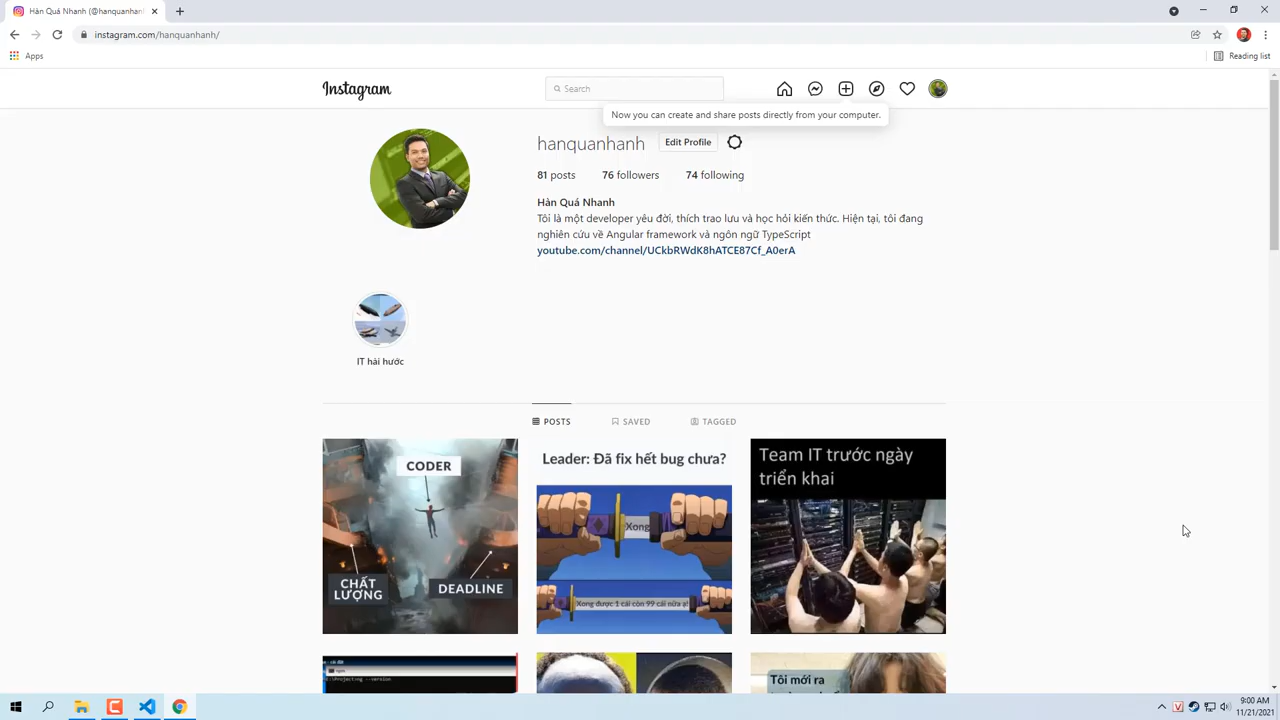 Hàn Quá Nhanh (@hanquanhanh
instagram.com/hanquanhanh/
Apps
Reading list
Instagram
Search
Now you can create and share posts directly from your computer.
hanquanhanh
Edit Profile
81 posts 76 followers 74 following
Hàn Quá Nhanh
Tôi là một developer yêu đời, thích trao lưu và học hỏi kiến thức. Hiện tại, tôi đang
nghiên cứu về Angular framework và ngôn ngữ TypeScript
youtube.com/channel/UCkbRWdK8hATCE87Cf_A0erA
IT hài hước
POSTS SAVED TAGGED
CODER
CHẤT
LƯỢNG
DEADLINE
Leader: Đã fix hết bug chưa?
Xong
Xong được 1 cái còn 99 cái nữa ạ!
Team IT trước ngày
triển khai
npm
--version
Tôi mới ra
9:00 AM
11/21/2021